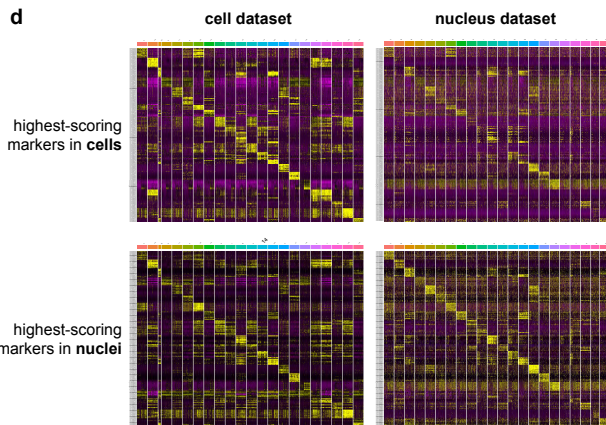 d
cell dataset
nucleus dataset
highest-scoring
markers in cells
highest-scoring
markers in nuclei